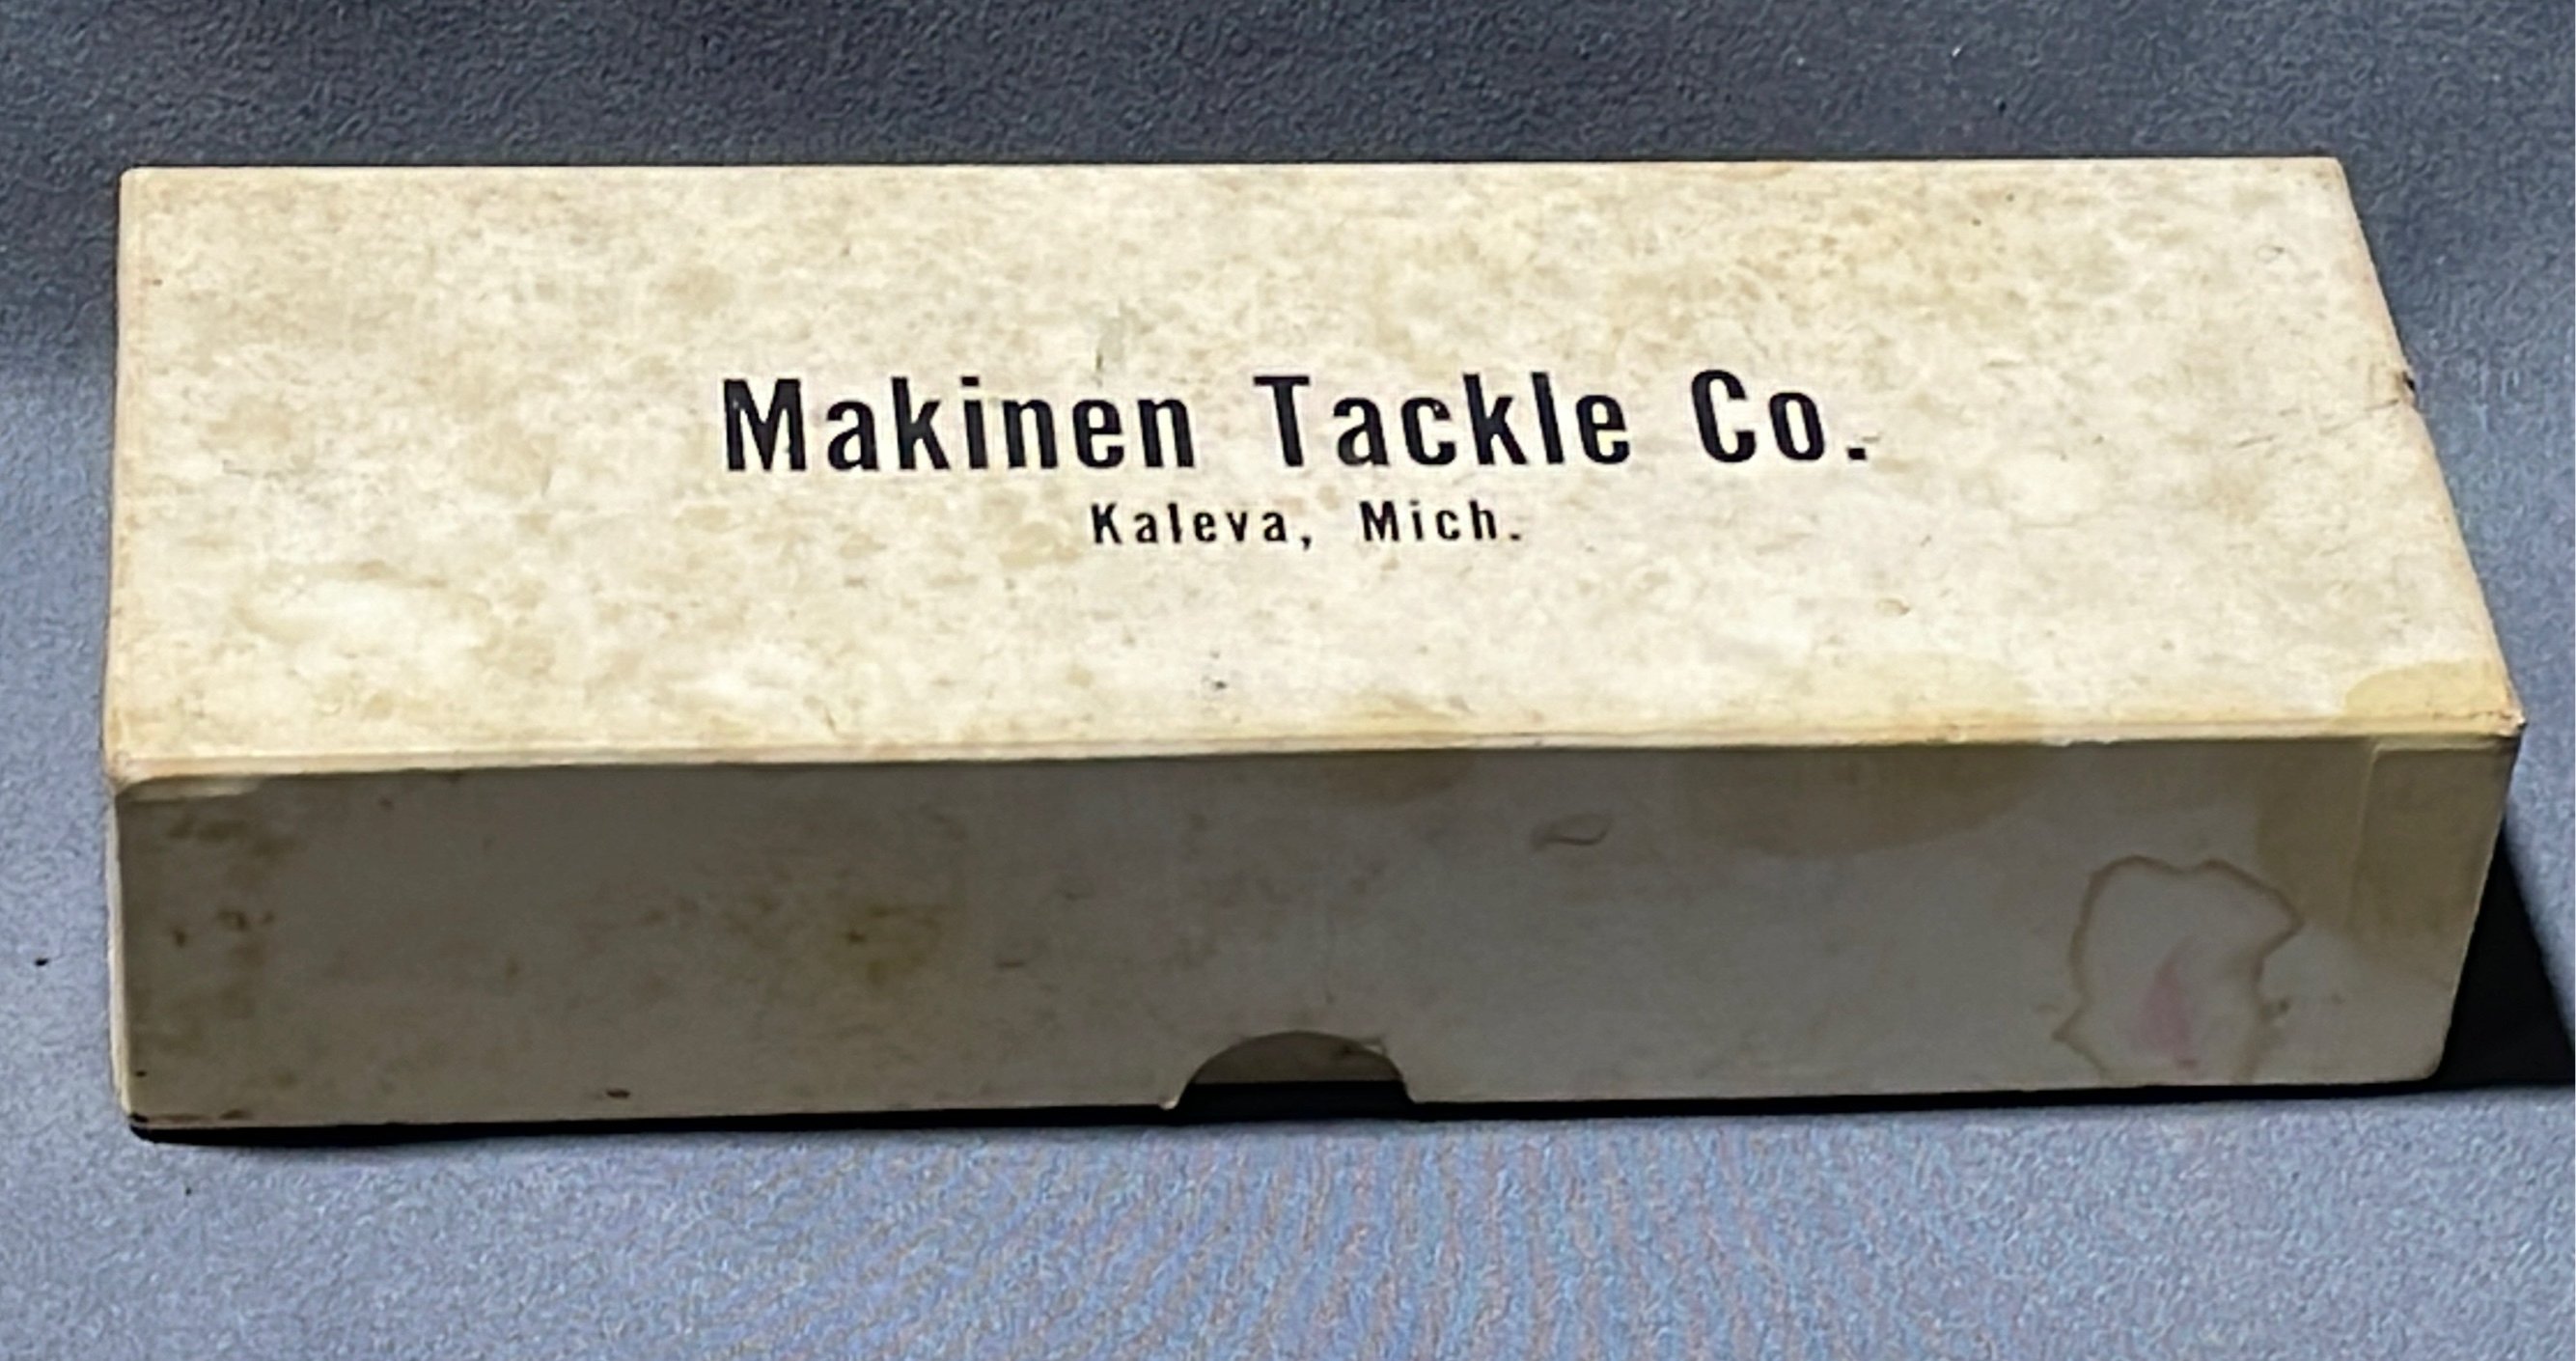 Makinen Tackle Co.
Kaleva, Mich.